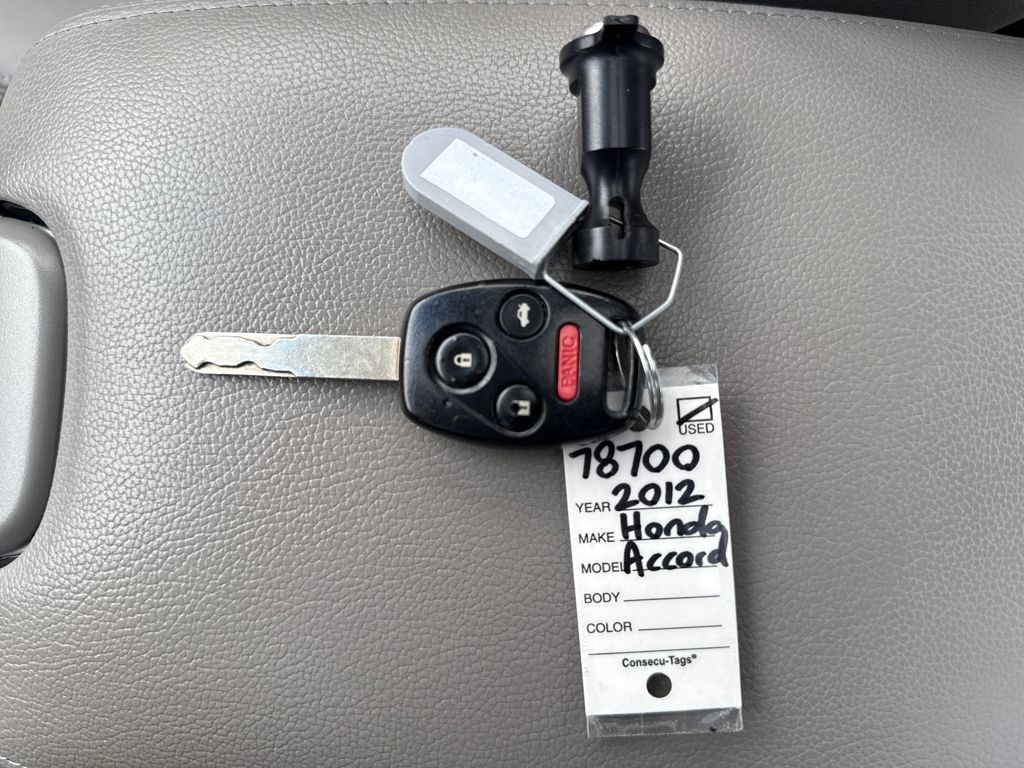 PANIC
USED
78700
YEAR 2012
MAKE Honda
MODEL Accord
BODY
COLOR
Consecu-Tags®